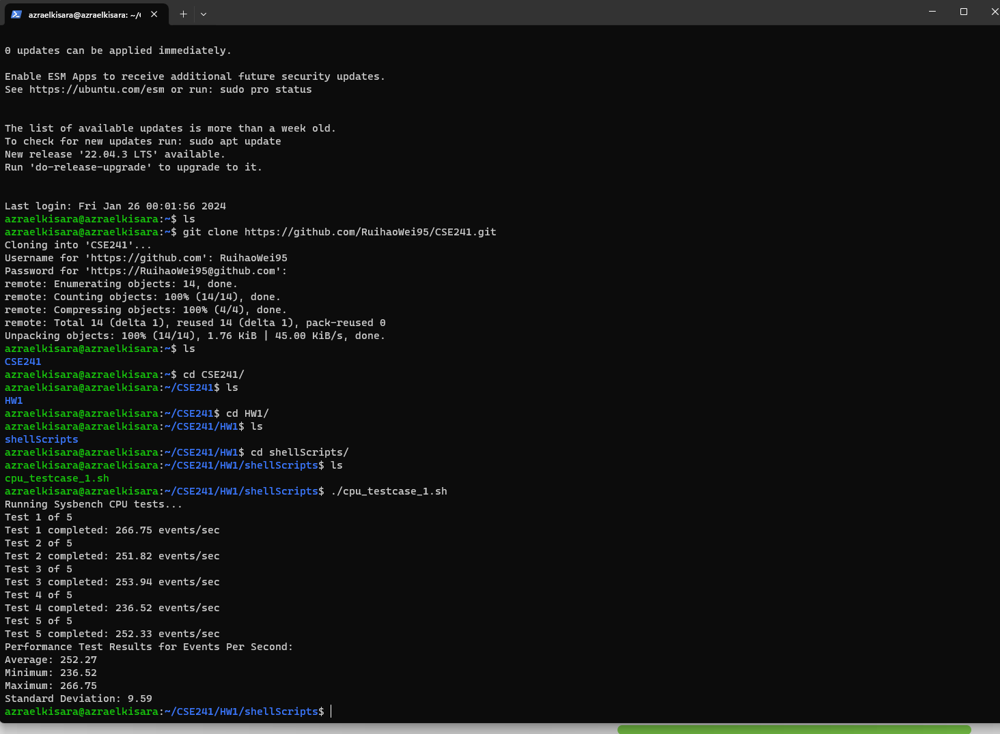 azraelkisara@azraelkisara: ~/
0 updates can be applied immediately.
Enable ESM Apps to receive additional future security updates.
See https://ubuntu.com/esm or run: sudo pro status
The list of available updates is more than a week old.
To check for new updates run: sudo apt update
New release '22.04.3 LTS' available.
Run 'do-release-upgrade' to upgrade to it.
Last login: Fri Jan 26 00:01:56 2024
azraelkisara@azraelkisara:~$ ls
azraelkisara@azraelkisara:~$ git clone https://github.com/RuihaoWei95/CSE241.git
Cloning into 'CSE241'...
Username for 'https://github.com': RuihaoWei95
Password for 'https://RuihaoWei95@github.com':
remote: Enumerating objects: 14, done.
remote: Counting objects: 100% (14/14), done.
remote: Compressing objects: 100% (4/4), done.
remote: Total 14 (delta 1), reused 14 (delta 1), pack-reused 0
Unpacking objects: 100% (14/14), 1.76 KiB | 45.00 KiB/s, done.
azraelkisara@azraelkisara:~$ ls
CSE241
azraelkisara@azraelkisara:~$ cd CSE241/
azraelkisara@azraelkisara:~/CSE241$ ls
HW1
azraelkisara@azraelkisara:~/CSE241$ cd HW1/
azraelkisara@azraelkisara:~/CSE241/HW1$ ls
shellScripts
azraelkisara@azraelkisara:~/CSE241/HW1$ cd shellScripts/
azraelkisara@azraelkisara:~/CSE241/HW1/shellScripts$ ls
cpu_testcase_1.sh
azraelkisara@azraelkisara:~/CSE241/HW1/shellScripts$ ./cpu_testcase_1.sh
Running Sysbench CPU tests...
Test 1 of 5
Test 1 completed: 266.75 events/sec
Test 2 of 5
Test 2 completed: 251.82 events/sec
Test 3 of 5
Test 3 completed: 253.94 events/sec
Test 4 of 5
Test 4 completed: 236.52 events/sec
Test 5 of 5
Test 5 completed: 252.33 events/sec
Performance Test Results for Events Per Second:
Average: 252.27
Minimum: 236.52
Maximum: 266.75
Standard Deviation: 9.59
azraelkisara@azraelkisara:~/CSE241/HW1/shellScripts$